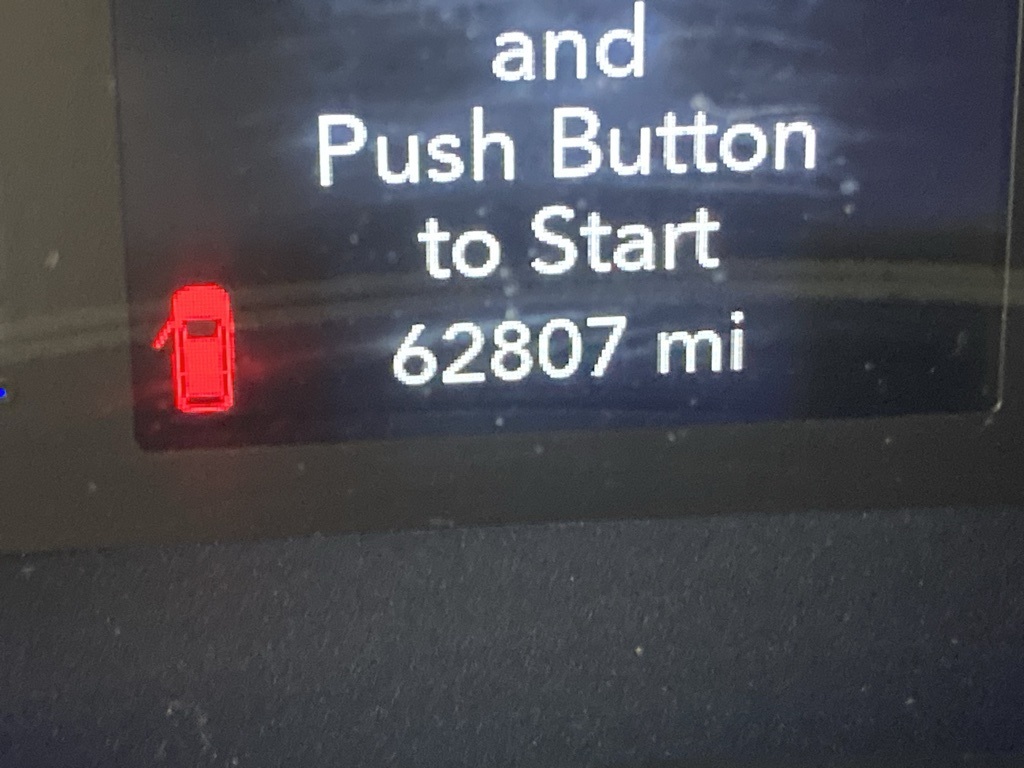 and
Push Button
to Start
62807 mi